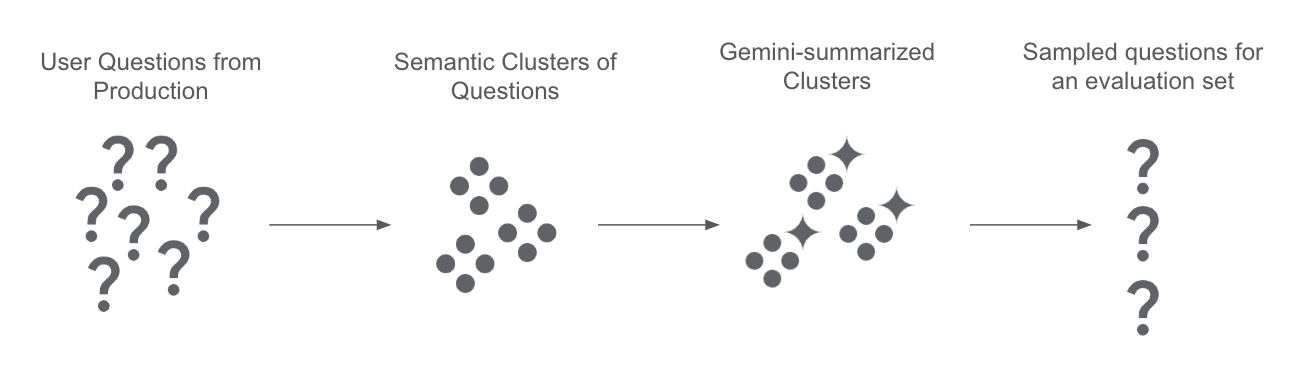 User Questions from
Production
Semantic Clusters of
Questions
Gemini-summarized
Clusters
Sampled questions for
an evaluation set
? ?
? ? ?
? ?
?
?
?